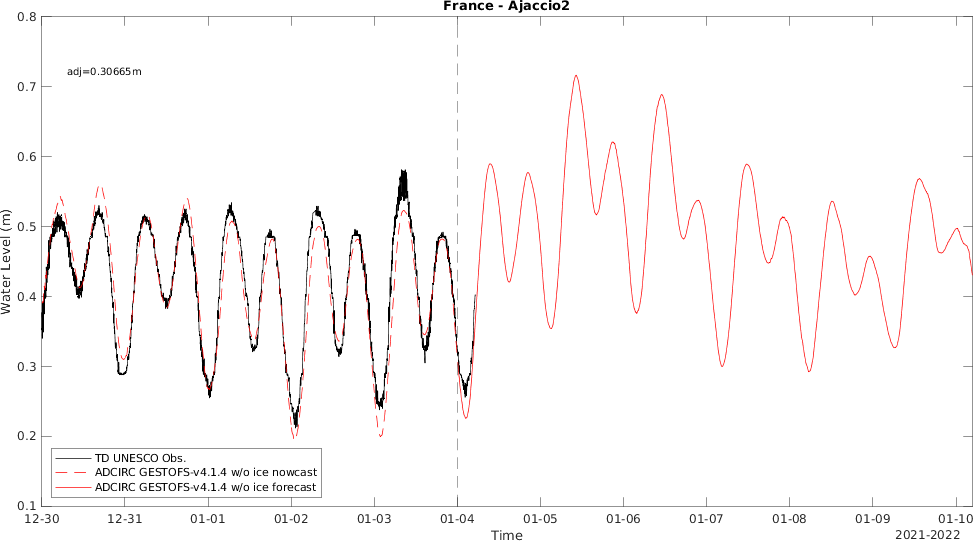 France - Ajaccio2
adj=0.30665m
Water Level (m)
0.8
0.7
0.6
0.5
0.4
0.3
0.2
0.1
TD UNESCO Obs.
ADCIRC GESTOFS-v4.1.4 w/o ice nowcast
ADCIRC GESTOFS-v4.1.4 w/o ice forecast
12-30 12-31 01-01 01-02 01-03 01-04 01-05 01-06 01-07 01-08 01-09 01-10
Time
2021-2022